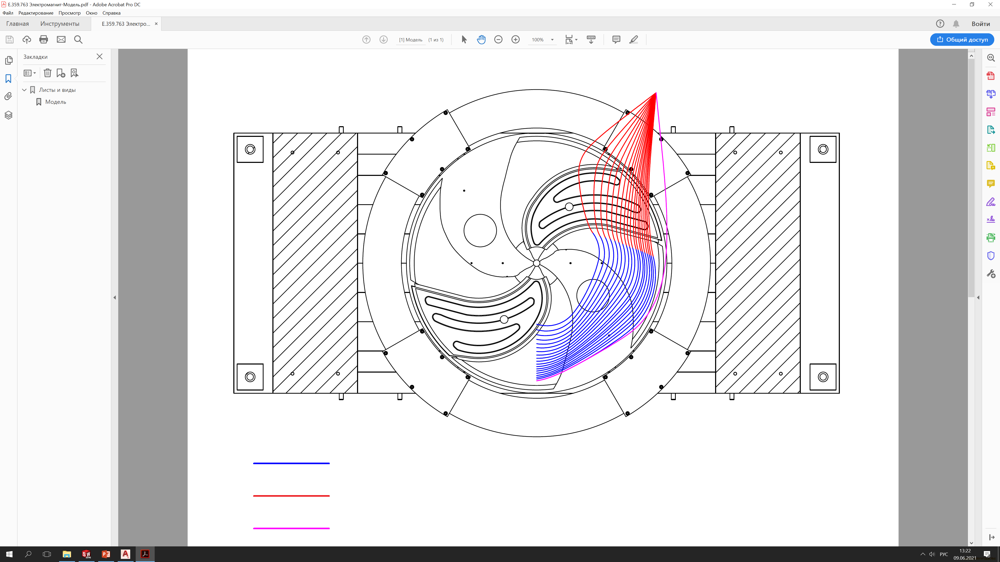 E.359.763 Электромагнит-Модель.pdf - Adobe Acrobat Pro DC
Файл Редактирование Просмотр Окно Справка
Главная Инструменты E.359.763 Электро... × Войти
[1] Модель (1 из 1) 100% Общий доступ
Закладки
Листы и виды
Модель
SW 2016
РУС
13:22
09.06.2021